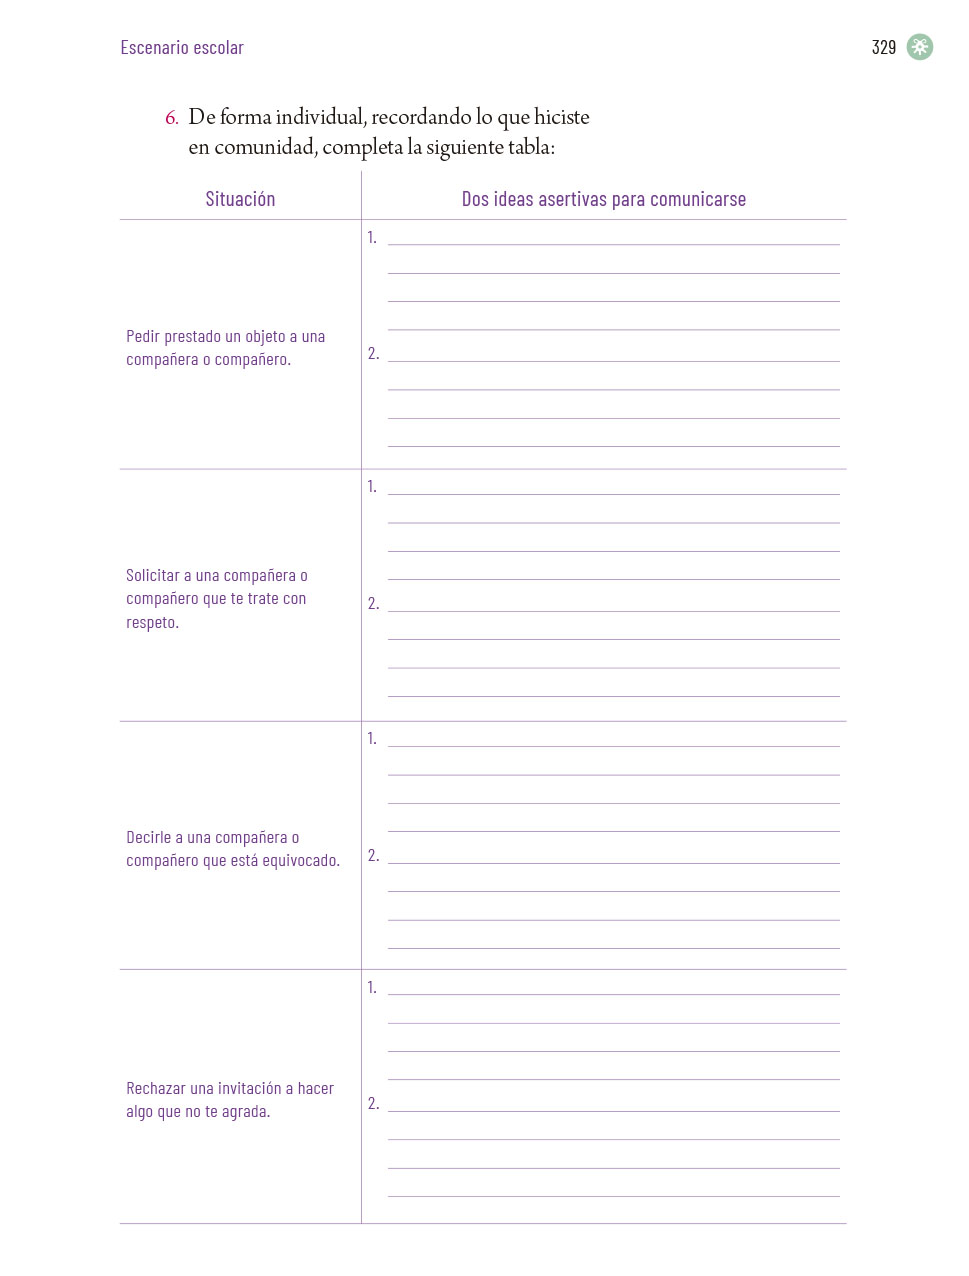 Escenario escolar
329
6. De forma individual, recordando lo que hiciste
en comunidad, completa la siguiente tabla:
Situación
Dos ideas asertivas para comunicarse
Pedir prestado un objeto a una
compañera o compañero.
1.
2.
Solicitar a una compañera o
compañero que te trate con
respeto.
1.
2.
Decirle a una compañera o
compañero que está equivocado.
1.
2.
Rechazar una invitación a hacer
algo que no te agrada.
1.
2.